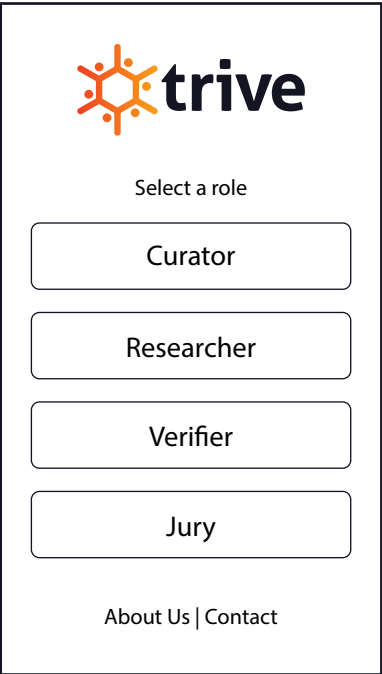 trive
Select a role
Curator
Researcher
Verifier
Jury
About Us | Contact